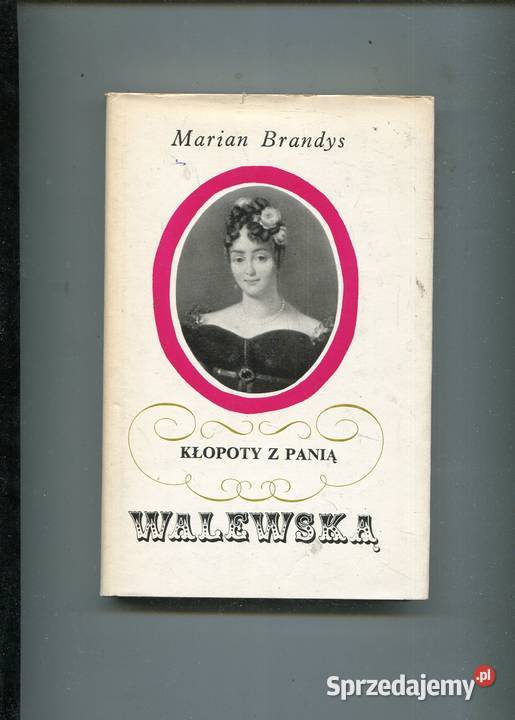 Marian Brandys
KŁOPOTY Z PANIĄ
WALEWSKĄ
Sprzedajemy.pl